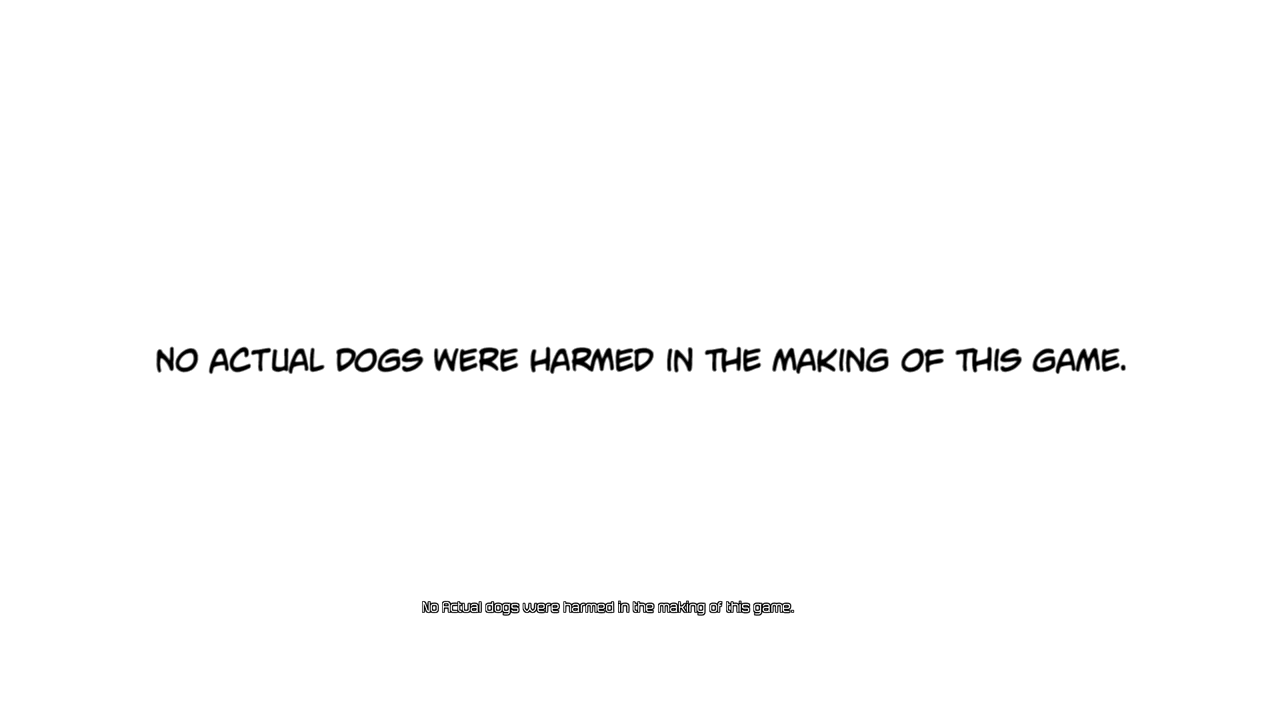 NO ACTUAL DOGS WERE HARMED IN THE MAKING OF THIS GAME.
No Actual dogs were harmed in the making of this game.